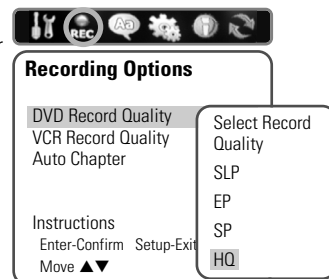 REC
Aa
Recording Options
DVD Record Quality
VCR Record Quality
Auto Chapter
Select Record
Quality
SLP
EP
SP
HQ
Instructions
Enter-Confirm Setup-Exit
Move ▲▼